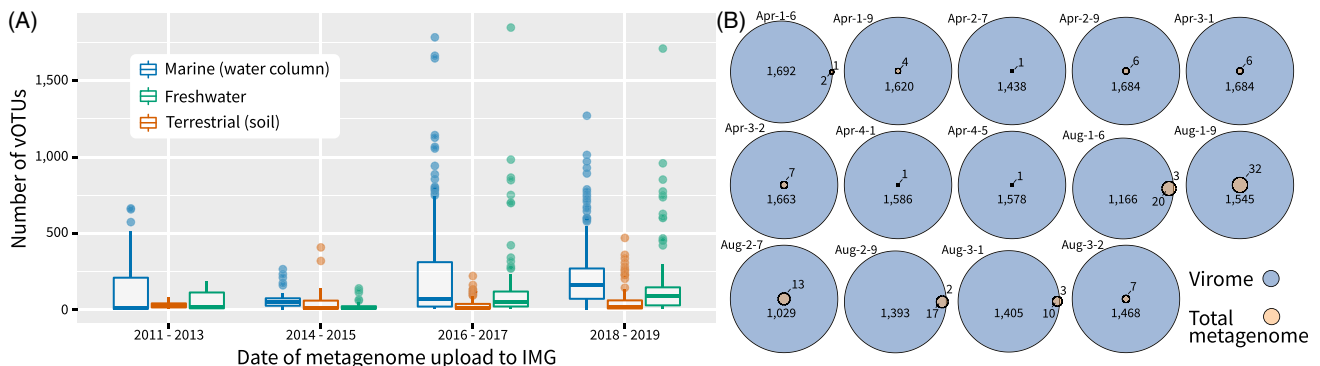 (A)
Number of vOTUs
1,500
1,000
500
0
Marine (water column)
Freshwater
Terrestrial (soil)
2011 - 2013
2014 - 2015
2016 - 2017
2018 - 2019
Date of metagenome upload to IMG
(B)
Apr-1-6
1,692
2
1
Apr-1-9
4
1,620
Apr-2-7
1
1,438
Apr-2-9
6
1,684
Apr-3-1
6
1,684
Apr-3-2
7
1,663
Apr-4-1
1
1,586
Apr-4-5
1
1,578
Aug-1-6
3
1,166
20
Aug-1-9
32
1,545
Aug-2-7
13
1,029
Aug-2-9
2
1,393
17
Aug-3-1
3
1,405
10
Aug-3-2
7
1,468
Virome
Total
metagenome